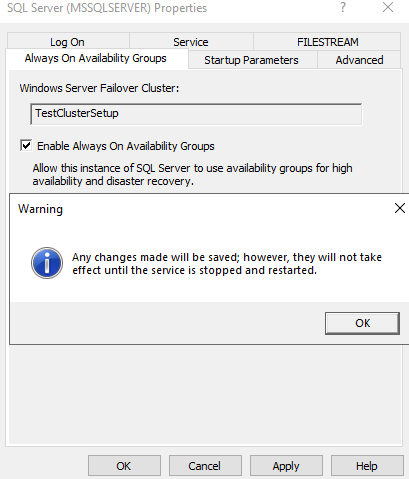 SQL Server (MSSQLSERVER) Properties
?
Log On
Service
FILESTREAM
Always On Availability Groups
Startup Parameters
Advanced
Windows Server Failover Cluster:
TestClusterSetup
Enable Always On Availability Groups
Allow this instance of SQL Server to use availability groups for high
availability and disaster recovery.
Warning
Any changes made will be saved; however, they will not take
effect until the service is stopped and restarted.
OK
OK
Cancel
Apply
Help